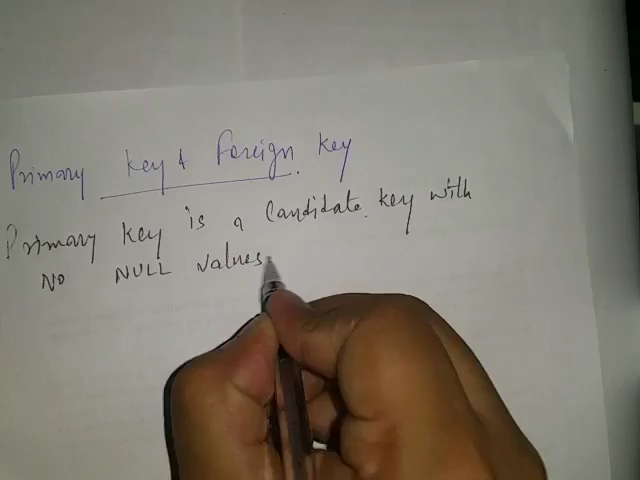 Primary key & Foreign key
Primary key is a Candidate key with
No NULL values